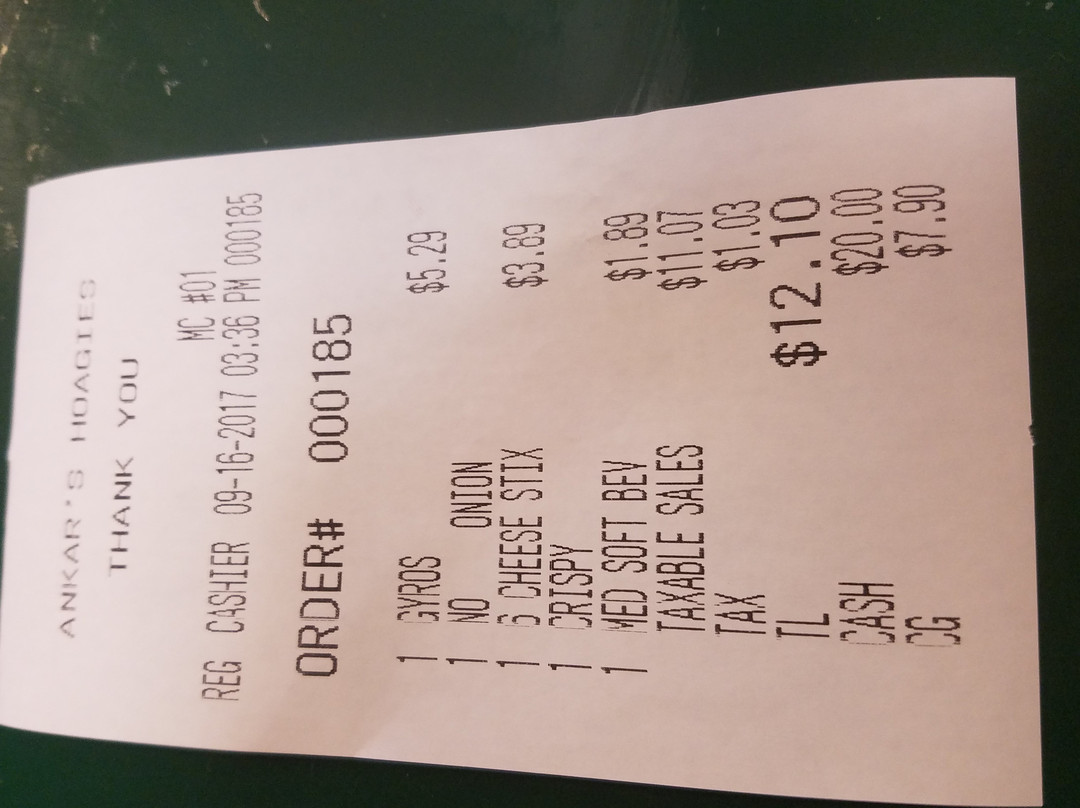 ANKAR'S HOAGIES
THANK YOU
MC #01
REG CASHIER 09-16-2017 03:36 PM 000185
ORDER# 000185
1 GYROS $5.29
1 NO ONION
1 6 CHEESE STIX $3.89
1 CRISPY
1 MED SOFT BEV $1.89
TAXABLE SALES $11.07
TAX $1.03
TL $12.10
CASH $20.00
CG $7.90